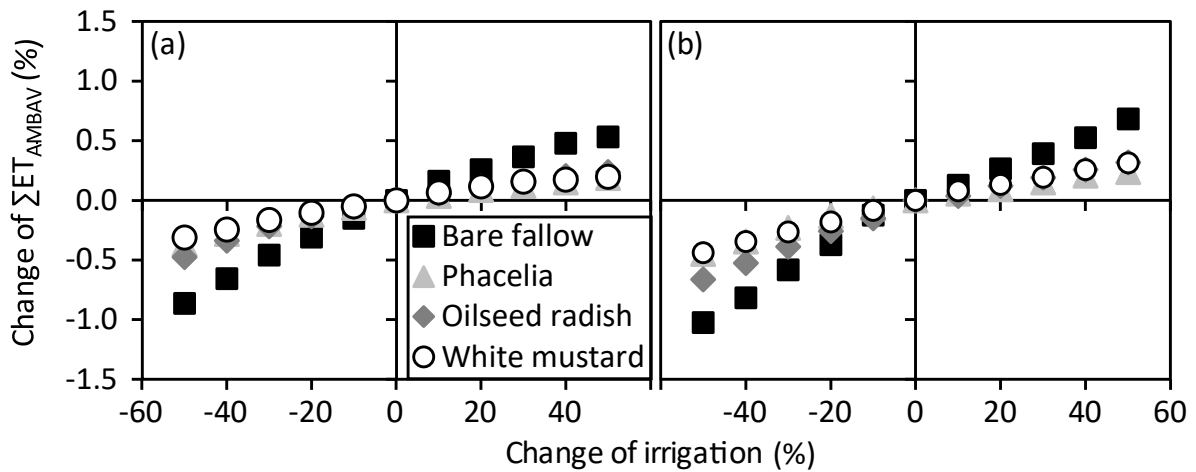 Change of ΣET_AMBAV (%)
1.5
1.0
0.5
0.0
-0.5
-1.0
-1.5
(a)
(b)
Bare fallow
Phacelia
Oilseed radish
White mustard
-60 -40 -20 0 20 40 -40 -20 0 20 40 60
Change of irrigation (%)